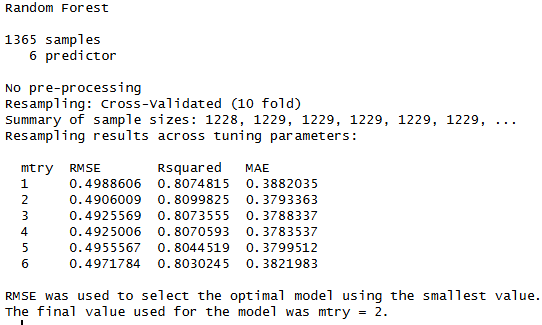 Random Forest
1365 samples
6 predictor
No pre-processing
Resampling: Cross-Validated (10 fold)
Summary of sample sizes: 1228, 1229, 1229, 1229, 1229, 1229, ...
Resampling results across tuning parameters:
mtry RMSE Rsquared MAE
1 0.4988606 0.8074815 0.3882035
2 0.4906009 0.8099825 0.3793363
3 0.4925569 0.8073555 0.3788337
4 0.4925006 0.8070593 0.3783537
5 0.4955567 0.8044519 0.3799512
6 0.4971784 0.8030245 0.3821983
RMSE was used to select the optimal model using the smallest value.
The final value used for the model was mtry = 2.